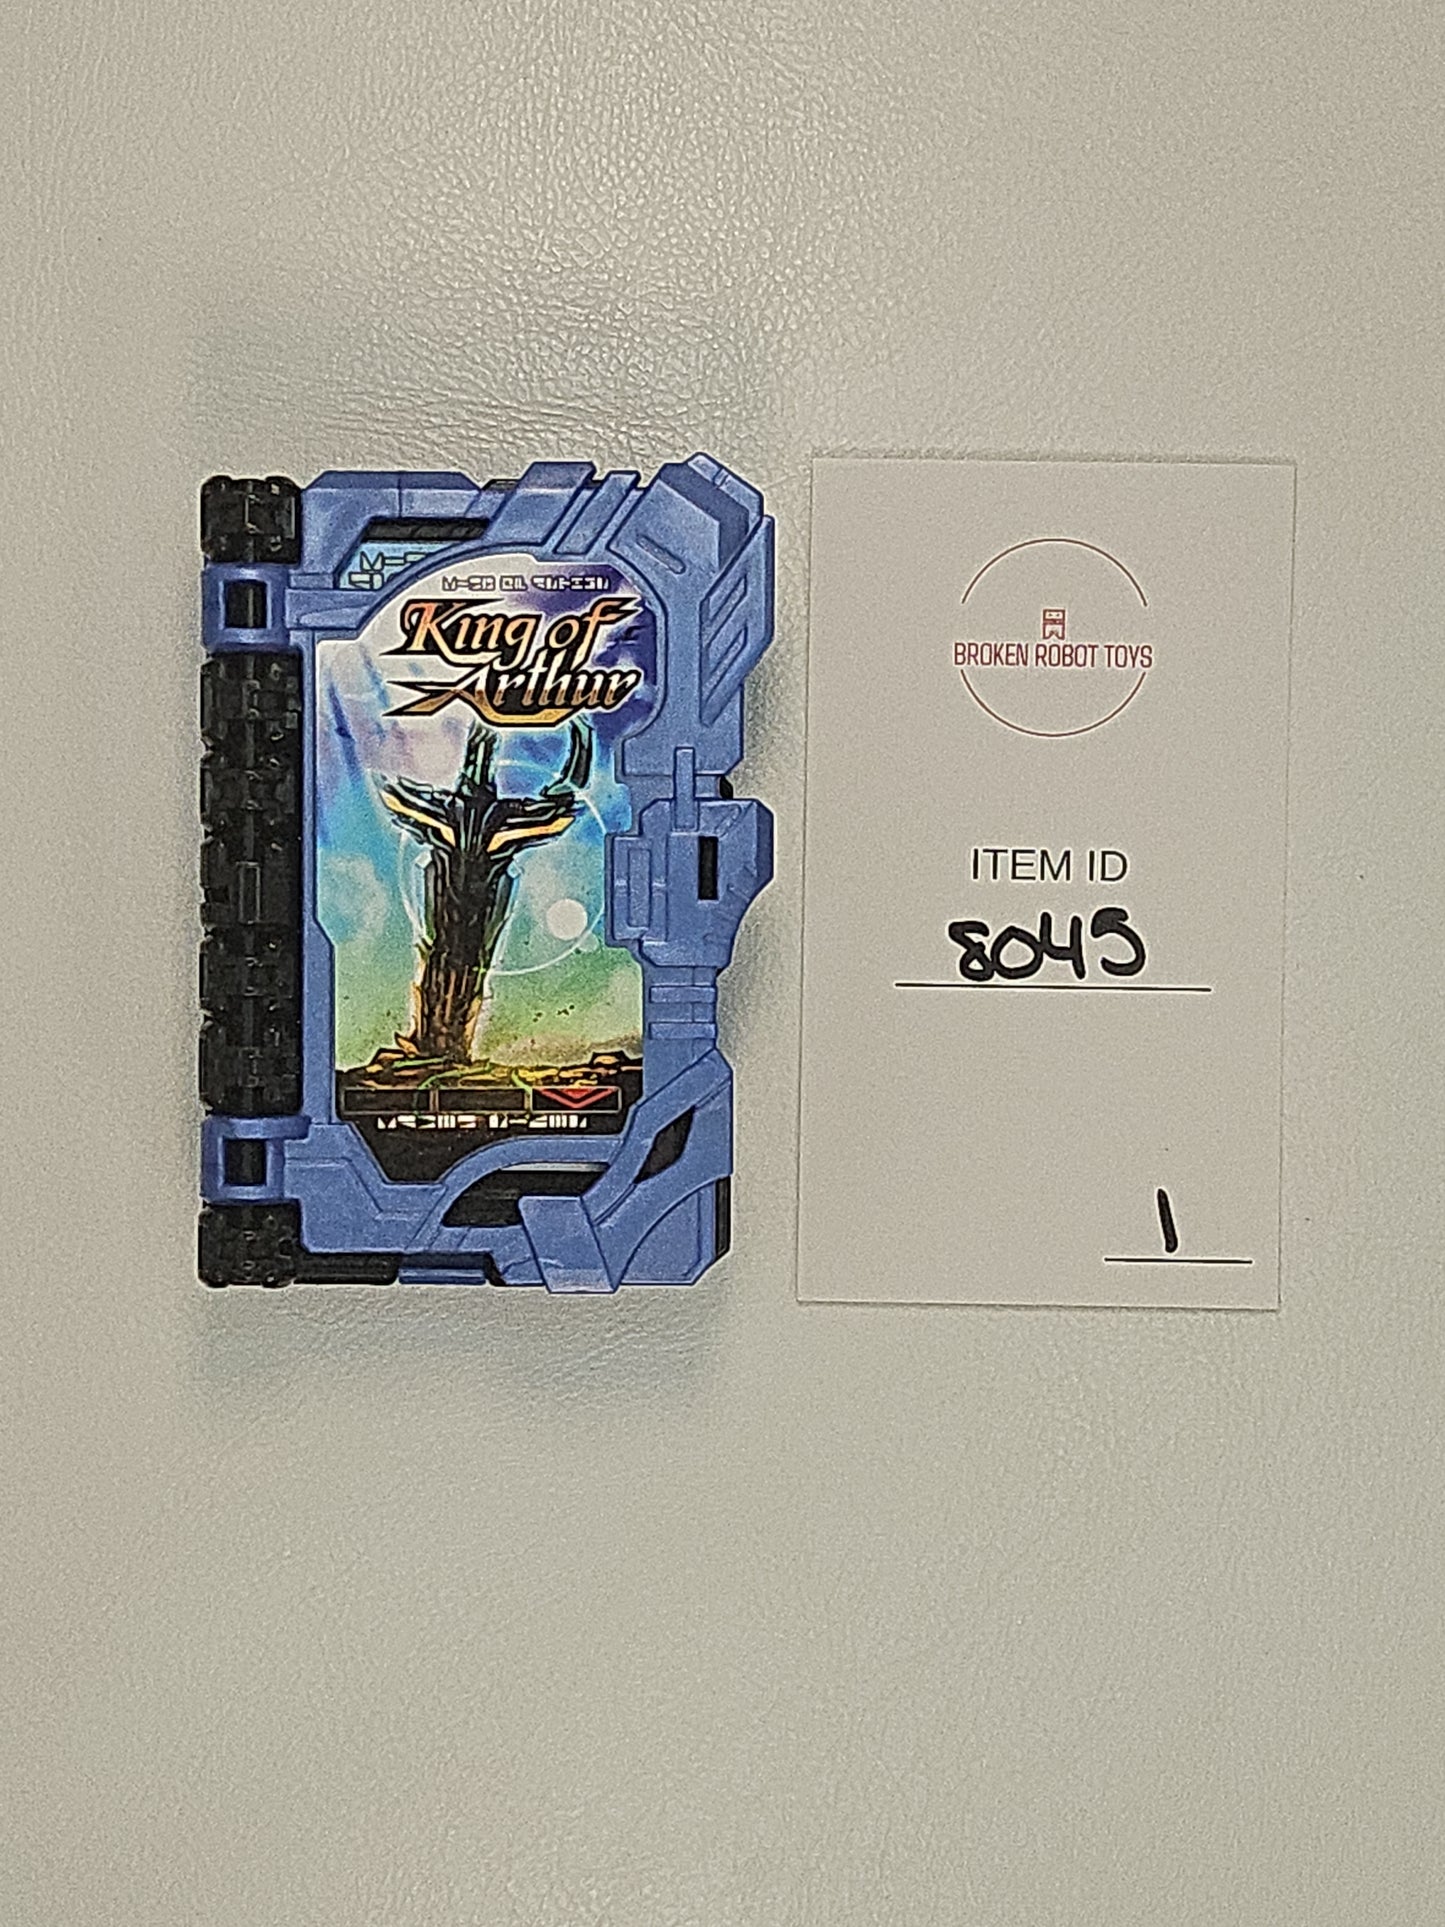 King of
Arthur
BROKEN ROBOT TOYS
ITEM ID
8045
1